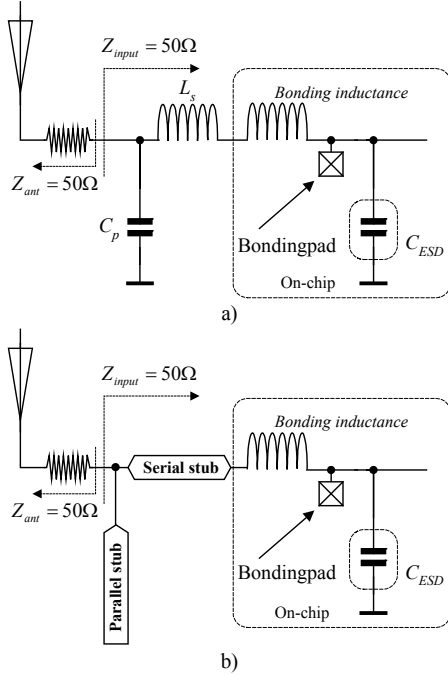 Z_input = 50Ω
L_s
Bonding inductance
Z_ant = 50Ω
C_p
Bondingpad
C_ESD
On-chip
a)
Z_input = 50Ω
Bonding inductance
Serial stub
Z_ant = 50Ω
Parallel stub
Bondingpad
C_ESD
On-chip
b)